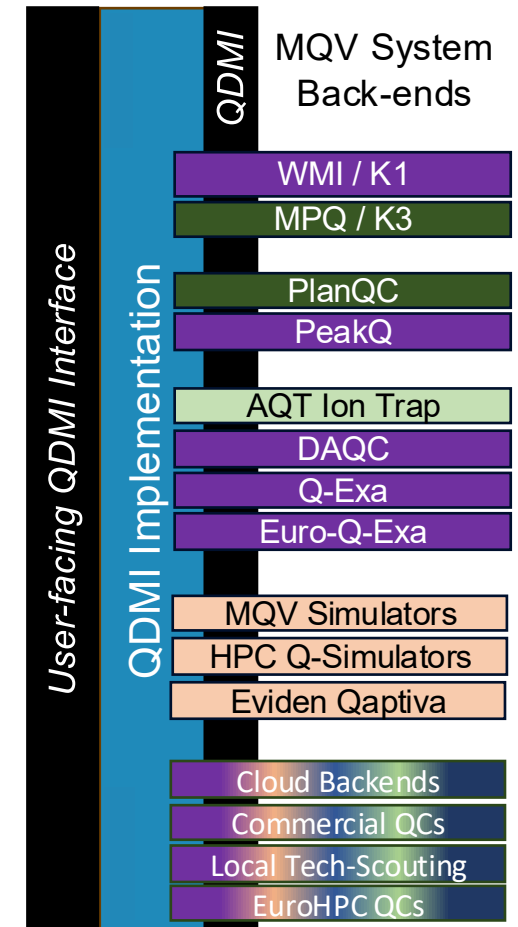 User-facing QDMI Interface
QDMI Implementation
QDMI
MQV System
Back-ends
WMI / K1
MPQ / K3
PlanQC
PeakQ
AQT Ion Trap
DAQC
Q-Exa
Euro-Q-Exa
MQV Simulators
HPC Q-Simulators
Eviden Qaptiva
Cloud Backends
Commercial QCs
Local Tech-Scouting
EuroHPC QCs